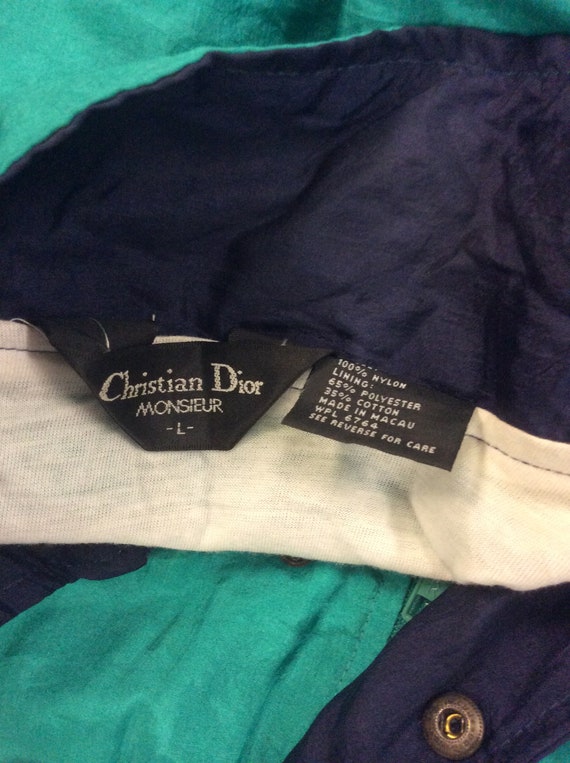 Christian Dior
MONSIEUR
-L-
100% NYLON
LINING:
65% POLYESTER
35% COTTON
MADE IN MACAU
WPL 6764
SEE REVERSE FOR CARE